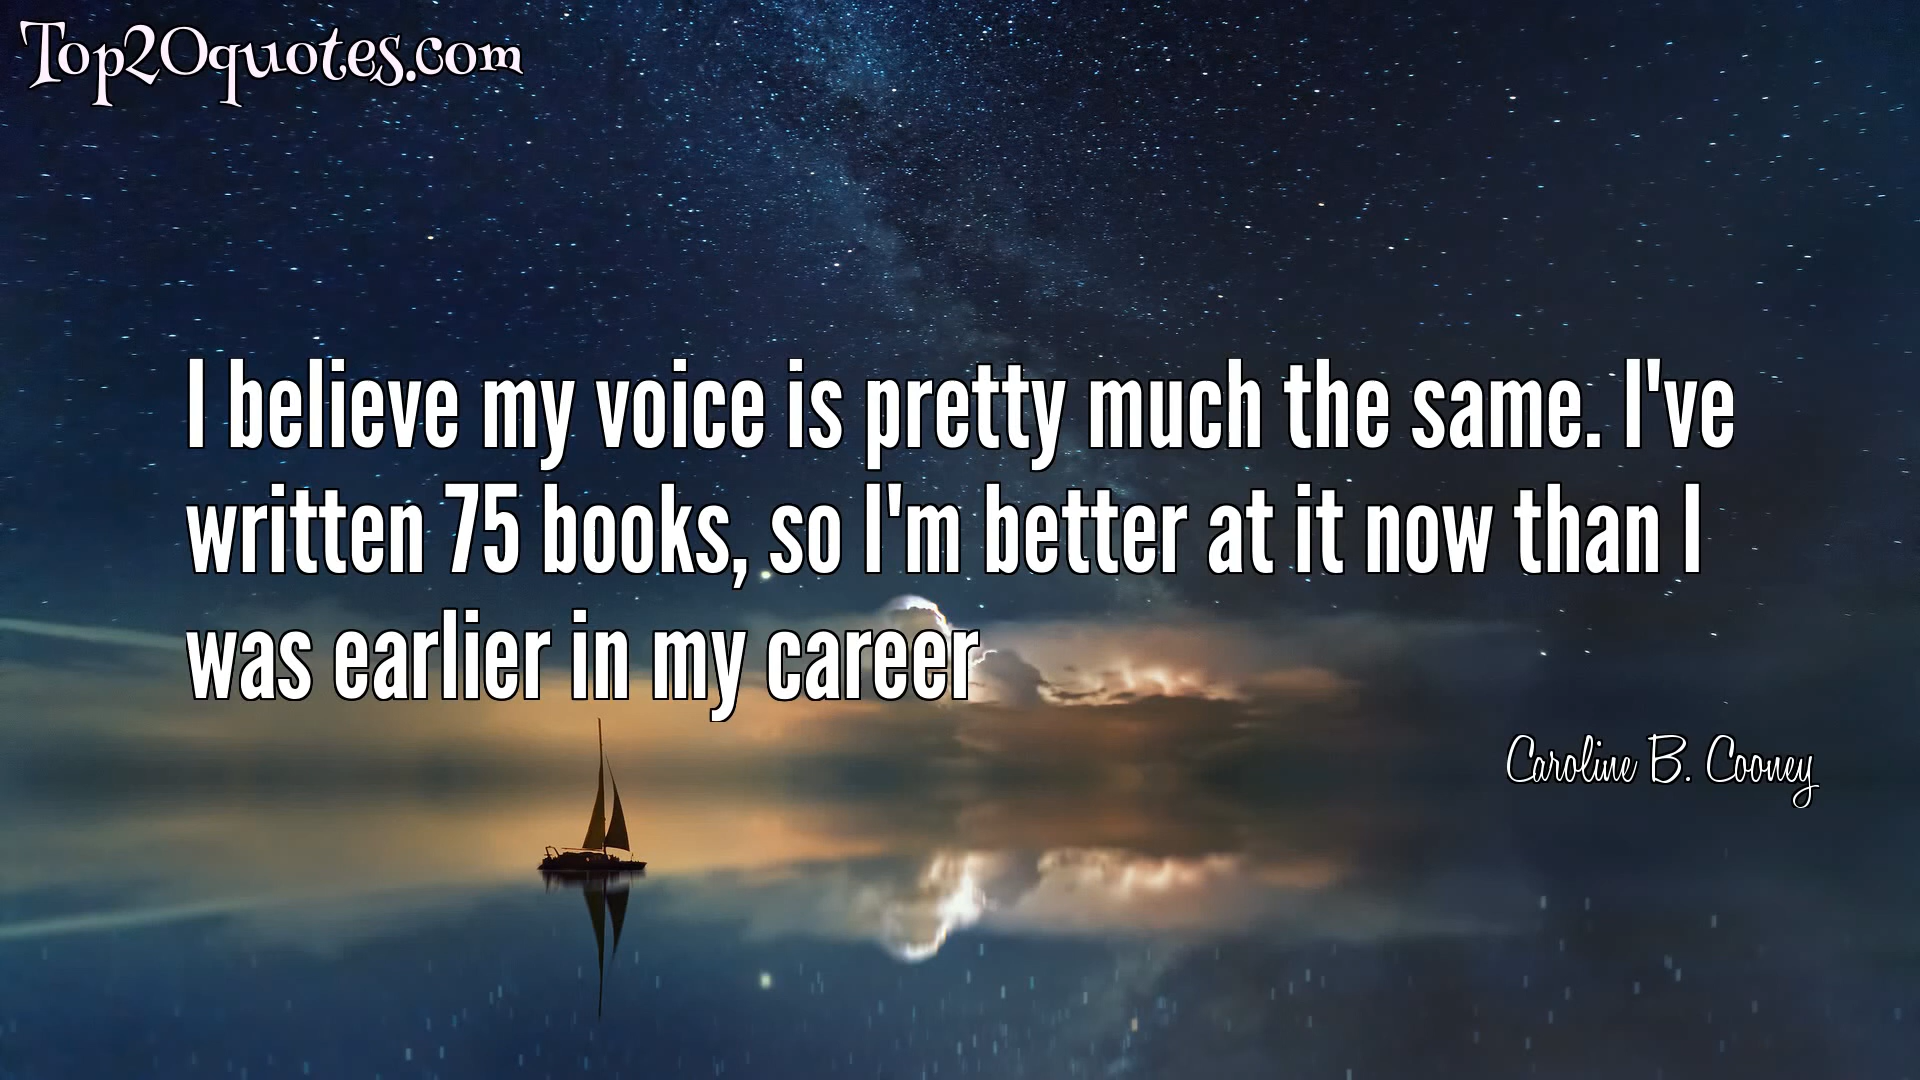 Top20quotes.com
I believe my voice is pretty much the same. I've
written 75 books, so I'm better at it now than I
was earlier in my career
Caroline B. Cooney